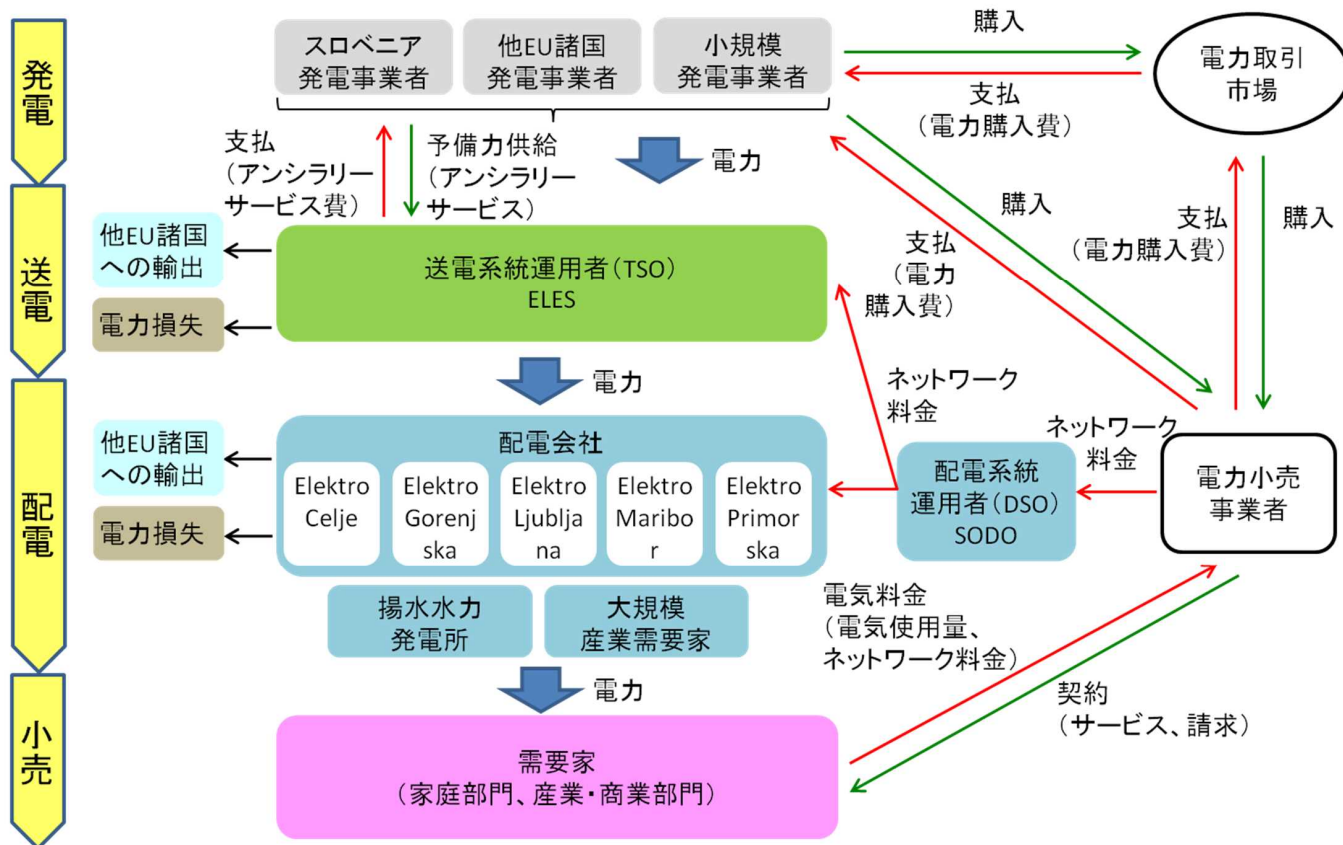 発電
スロベニア
発電事業者
他EU諸国
発電事業者
小規模
発電事業者
購入
電力取引
市場
支払
（電力購入費）
支払
（アンシラリー
サービス費）
予備力供給
（アンシラリー
サービス）
電力
購入
支払
（電力
購入費）
支払
（電力購入費）
購入
送電
他EU諸国
への輸出
電力損失
送電系統運用者（TSO）
ELES
電力
ネットワーク
料金
ネットワーク
料金
配電
他EU諸国
への輸出
電力損失
配電会社
Elektro
Celje
Elektro
Gorenj
ska
Elektro
Ljublja
na
Elektro
Maribo
r
Elektro
Primor
ska
配電系統
運用者（DSO）
SODO
電力小売
事業者
揚水水力
発電所
大規模
産業需要家
電気料金
（電気使用量、
ネットワーク料金）
電力
契約
（サービス、請求）
小売
需要家
（家庭部門、産業・商業部門）